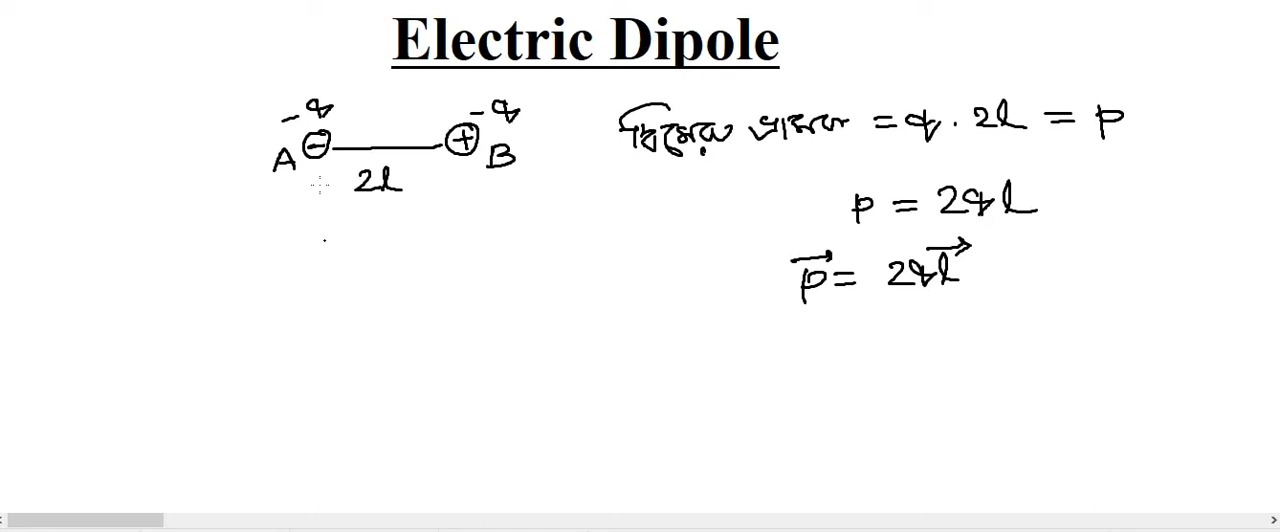 Electric Dipole
-q -q
A - + B
2l
দ্বিমেরু ভ্রামক = q . 2l = p
p = 2ql
p⃗ = 2ql⃗